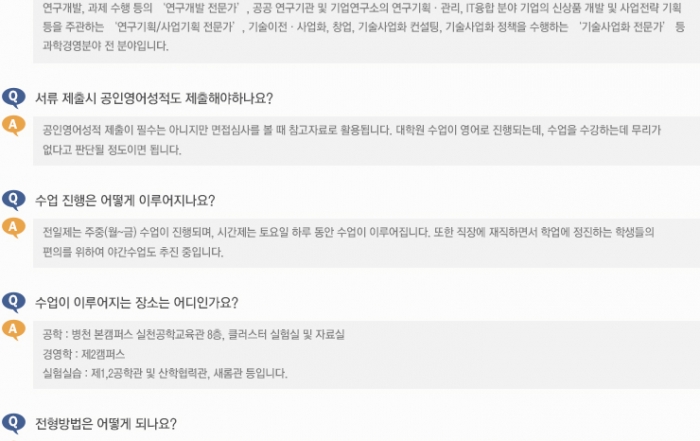 연구개발, 과제 수행 등의 ‘연구개발 전문가’, 공공 연구기관 및 기업연구소의 연구기획·관리, IT융합 분야 기업의 신상품 개발 및 사업전략 기획
등을 주관하는 ‘연구기획/사업기획 전문가’, 기술이전·사업화, 창업, 기술사업화 컨설팅, 기술사업화 정책을 수행하는 ‘기술사업화 전문가’ 등
과학경영분야 전 분야입니다.
Q 서류 제출시 공인영어성적도 제출해야하나요?
A 공인영어성적 제출이 필수는 아니지만 면접심사를 볼 때 참고자료로 활용됩니다. 대학원 수업이 영어로 진행되는데, 수업을 수강하는데 무리가
없다고 판단될 정도이면 됩니다.
Q 수업 진행은 어떻게 이루어지나요?
A 전일제는 주중(월~금) 수업이 진행되며, 시간제는 토요일 하루 동안 수업이 이루어집니다. 또한 직장에 재직하면서 학업에 정진하는 학생들의
편의를 위하여 야간수업도 추진 중입니다.
Q 수업이 이루어지는 장소는 어디인가요?
A 공학 : 병천 본캠퍼스 실천공학교육관 8층, 클러스터 실험실 및 자료실
경영학 : 제2캠퍼스
실험실습 : 제1,2공학관 및 산학협력관, 새롬관 등입니다.
Q 전형방법은 어떻게 되나요?